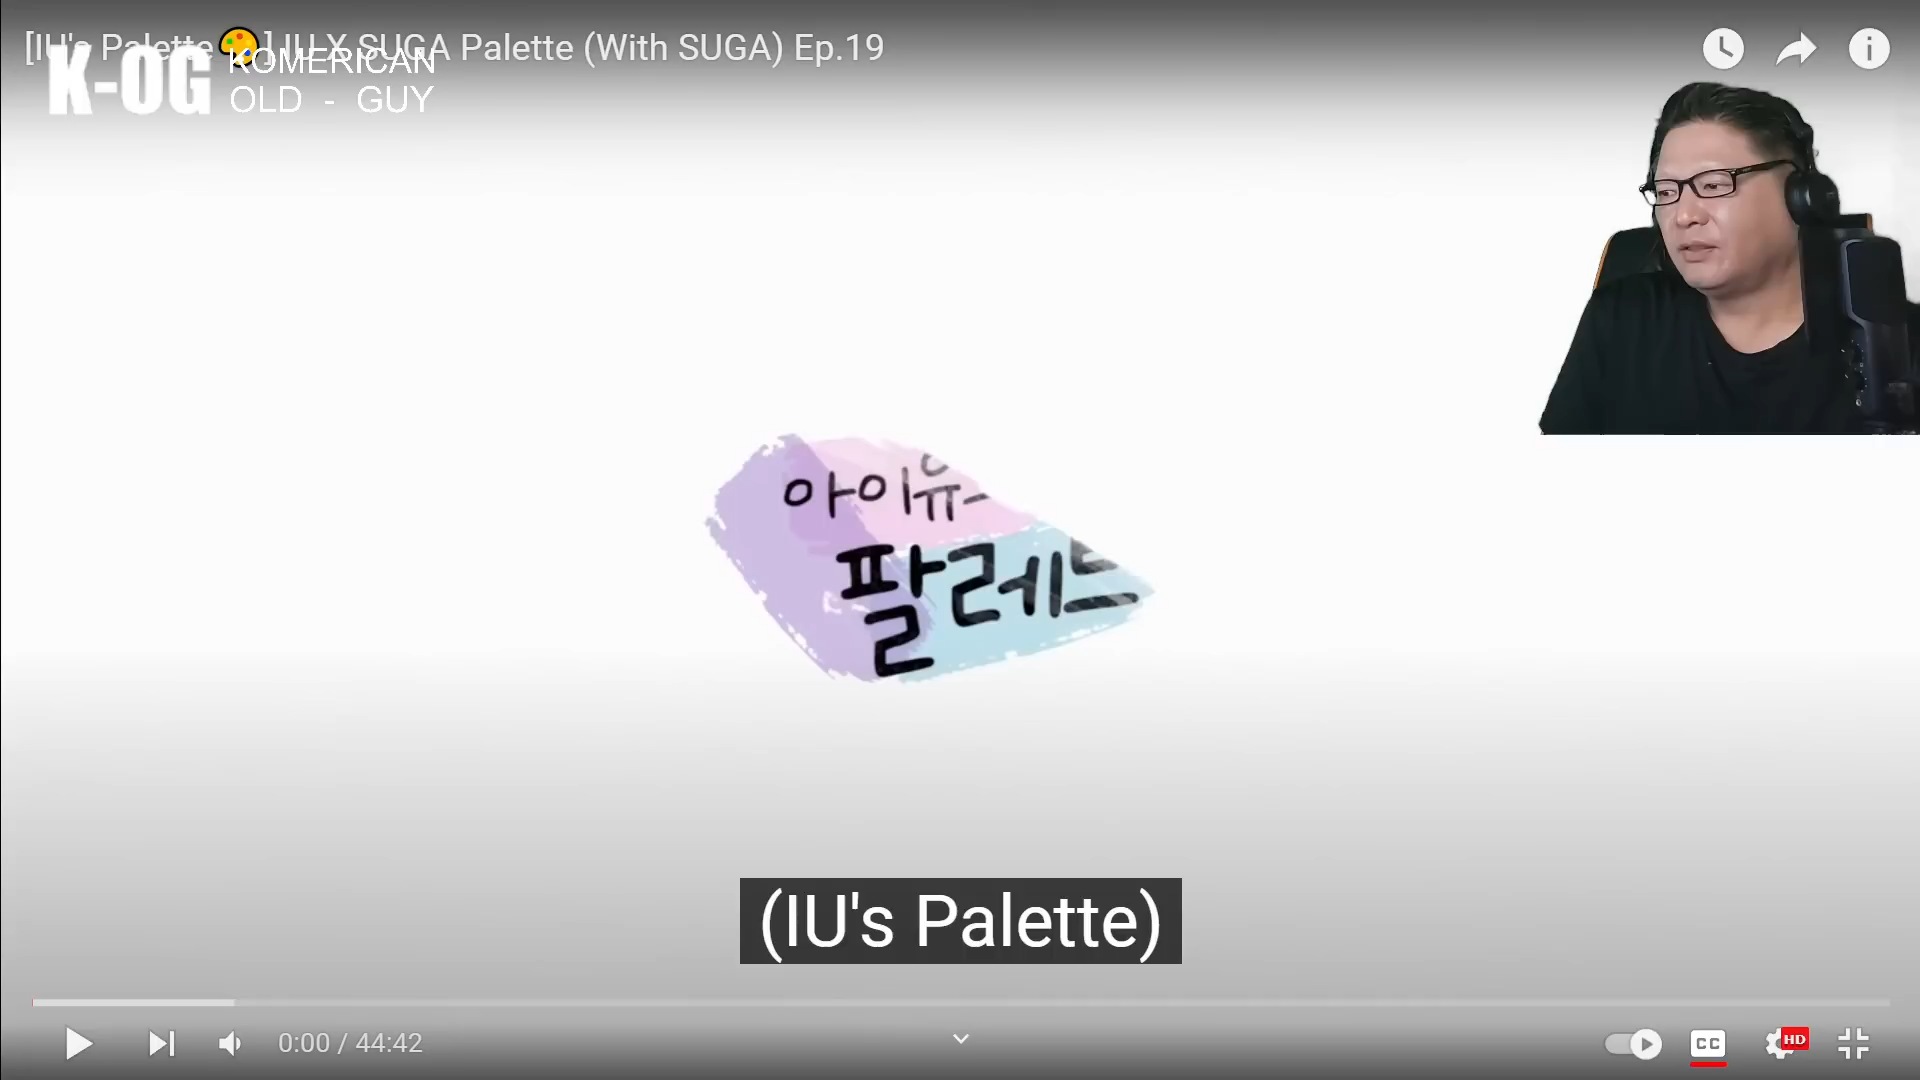 [IU's Palette🎨] IU X SUGA Palette (With SUGA) Ep.19
K-OG
KOMERICAN
OLD - GUY
아이유
팔레트
(IU's Palette)
0:00 / 44:42
CC
HD